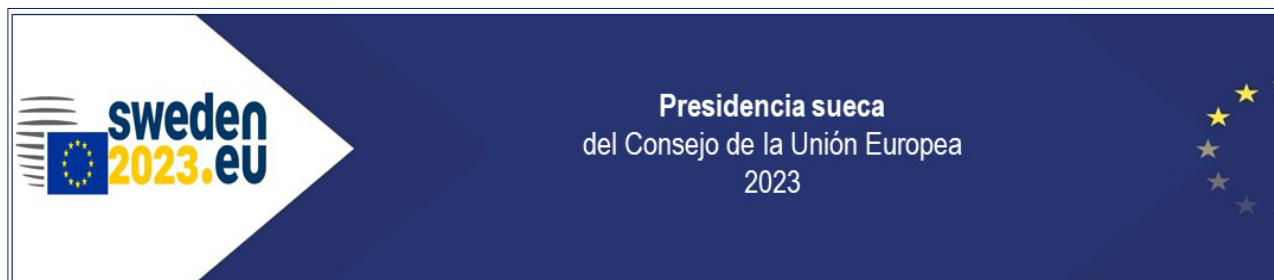 sweden
2023.eu
Presidencia sueca
del Consejo de la Unión Europea
2023